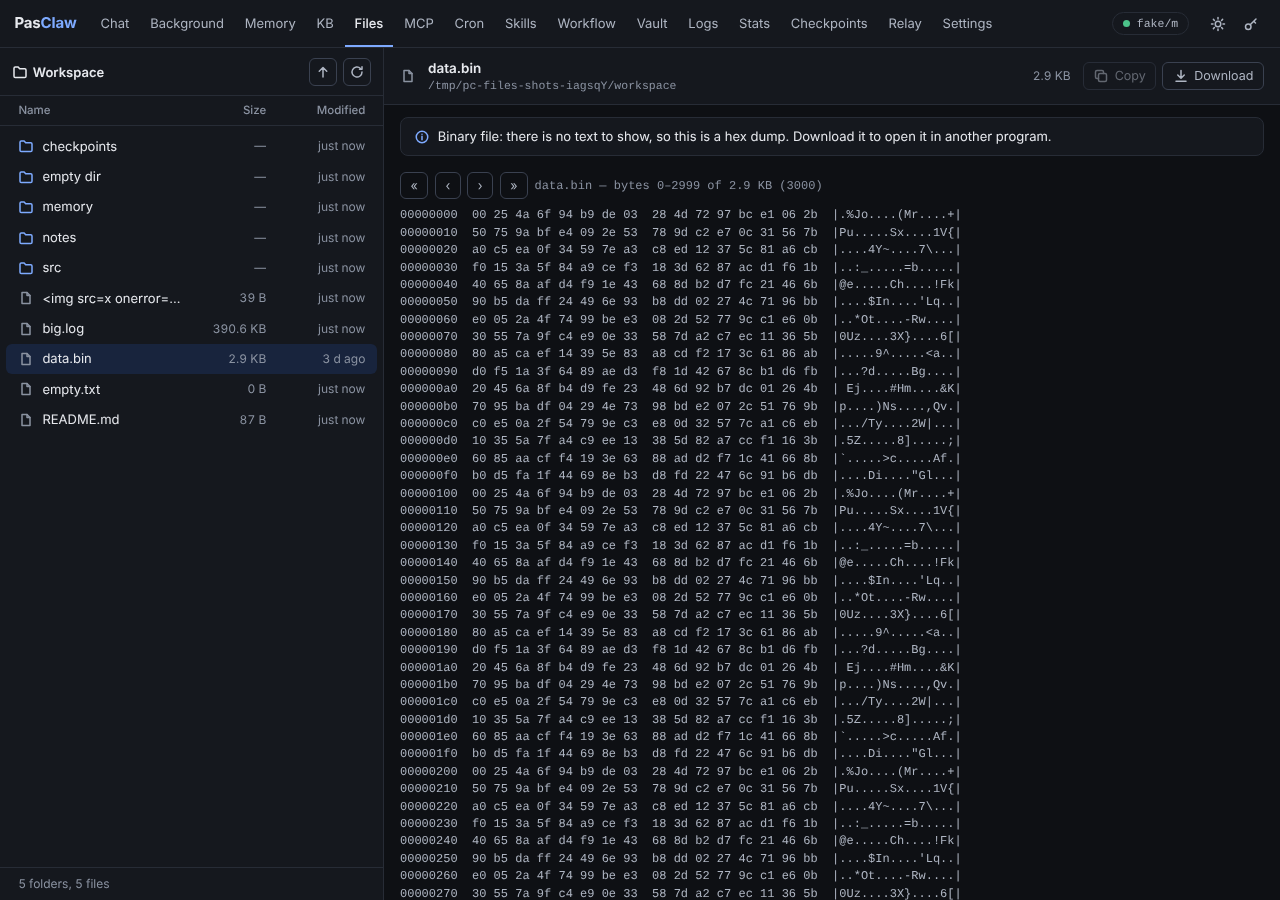 PasClaw Chat Background Memory KB Files MCP Cron Skills Workflow Vault Logs Stats Checkpoints Relay Settings fake/m
Workspace
Name Size Modified
checkpoints — just now
empty dir — just now
memory — just now
notes — just now
src — just now
<img src=x onerror=... 39 B just now
big.log 390.6 KB just now
data.bin 2.9 KB 3 d ago
empty.txt 0 B just now
README.md 87 B just now
5 folders, 5 files
data.bin
/tmp/pc-files-shots-iagsqY/workspace
2.9 KB Copy Download
Binary file: there is no text to show, so this is a hex dump. Download it to open it in another program.
« ‹ › » data.bin — bytes 0–2999 of 2.9 KB (3000)
00000000  00 25 4a 6f 94 b9 de 03  28 4d 72 97 bc e1 06 2b  |.%Jo....(Mr....+|
00000010  50 75 9a bf e4 09 2e 53  78 9d c2 e7 0c 31 56 7b  |Pu.....Sx....1V{|
00000020  a0 c5 ea 0f 34 59 7e a3  c8 ed 12 37 5c 81 a6 cb  |....4Y~....7\...|
00000030  f0 15 3a 5f 84 a9 ce f3  18 3d 62 87 ac d1 f6 1b  |..:_.....=b.....|
00000040  40 65 8a af d4 f9 1e 43  68 8d b2 d7 fc 21 46 6b  |@e.....Ch....!Fk|
00000050  90 b5 da ff 24 49 6e 93  b8 dd 02 27 4c 71 96 bb  |....$In....'Lq..|
00000060  e0 05 2a 4f 74 99 be e3  08 2d 52 77 9c c1 e6 0b  |..*Ot....-Rw....|
00000070  30 55 7a 9f c4 e9 0e 33  58 7d a2 c7 ec 11 36 5b  |0Uz....3X}....6[|
00000080  80 a5 ca ef 14 39 5e 83  a8 cd f2 17 3c 61 86 ab  |.....9^.....<a..|
00000090  d0 f5 1a 3f 64 89 ae d3  f8 1d 42 67 8c b1 d6 fb  |...?d.....Bg....|
000000a0  20 45 6a 8f b4 d9 fe 23  48 6d 92 b7 dc 01 26 4b  | Ej....#Hm....&K|
000000b0  70 95 ba df 04 29 4e 73  98 bd e2 07 2c 51 76 9b  |p....)Ns....,Qv.|
000000c0  c0 e5 0a 2f 54 79 9e c3  e8 0d 32 57 7c a1 c6 eb  |.../Ty....2W|...|
000000d0  10 35 5a 7f a4 c9 ee 13  38 5d 82 a7 cc f1 16 3b  |.5Z.....8].....;|
000000e0  60 85 aa cf f4 19 3e 63  88 ad d2 f7 1c 41 66 8b  |`.....>c.....Af.|
000000f0  b0 d5 fa 1f 44 69 8e b3  d8 fd 22 47 6c 91 b6 db  |....Di...."Gl...|
00000100  00 25 4a 6f 94 b9 de 03  28 4d 72 97 bc e1 06 2b  |.%Jo....(Mr....+|
00000110  50 75 9a bf e4 09 2e 53  78 9d c2 e7 0c 31 56 7b  |Pu.....Sx....1V{|
00000120  a0 c5 ea 0f 34 59 7e a3  c8 ed 12 37 5c 81 a6 cb  |....4Y~....7\...|
00000130  f0 15 3a 5f 84 a9 ce f3  18 3d 62 87 ac d1 f6 1b  |..:_.....=b.....|
00000140  40 65 8a af d4 f9 1e 43  68 8d b2 d7 fc 21 46 6b  |@e.....Ch....!Fk|
00000150  90 b5 da ff 24 49 6e 93  b8 dd 02 27 4c 71 96 bb  |....$In....'Lq..|
00000160  e0 05 2a 4f 74 99 be e3  08 2d 52 77 9c c1 e6 0b  |..*Ot....-Rw....|
00000170  30 55 7a 9f c4 e9 0e 33  58 7d a2 c7 ec 11 36 5b  |0Uz....3X}....6[|
00000180  80 a5 ca ef 14 39 5e 83  a8 cd f2 17 3c 61 86 ab  |.....9^.....<a..|
00000190  d0 f5 1a 3f 64 89 ae d3  f8 1d 42 67 8c b1 d6 fb  |...?d.....Bg....|
000001a0  20 45 6a 8f b4 d9 fe 23  48 6d 92 b7 dc 01 26 4b  | Ej....#Hm....&K|
000001b0  70 95 ba df 04 29 4e 73  98 bd e2 07 2c 51 76 9b  |p....)Ns....,Qv.|
000001c0  c0 e5 0a 2f 54 79 9e c3  e8 0d 32 57 7c a1 c6 eb  |.../Ty....2W|...|
000001d0  10 35 5a 7f a4 c9 ee 13  38 5d 82 a7 cc f1 16 3b  |.5Z.....8].....;|
000001e0  60 85 aa cf f4 19 3e 63  88 ad d2 f7 1c 41 66 8b  |`.....>c.....Af.|
000001f0  b0 d5 fa 1f 44 69 8e b3  d8 fd 22 47 6c 91 b6 db  |....Di...."Gl...|
00000200  00 25 4a 6f 94 b9 de 03  28 4d 72 97 bc e1 06 2b  |.%Jo....(Mr....+|
00000210  50 75 9a bf e4 09 2e 53  78 9d c2 e7 0c 31 56 7b  |Pu.....Sx....1V{|
00000220  a0 c5 ea 0f 34 59 7e a3  c8 ed 12 37 5c 81 a6 cb  |....4Y~....7\...|
00000230  f0 15 3a 5f 84 a9 ce f3  18 3d 62 87 ac d1 f6 1b  |..:_.....=b.....|
00000240  40 65 8a af d4 f9 1e 43  68 8d b2 d7 fc 21 46 6b  |@e.....Ch....!Fk|
00000250  90 b5 da ff 24 49 6e 93  b8 dd 02 27 4c 71 96 bb  |....$In....'Lq..|
00000260  e0 05 2a 4f 74 99 be e3  08 2d 52 77 9c c1 e6 0b  |..*Ot....-Rw....|
00000270  30 55 7a 9f c4 e9 0e 33  58 7d a2 c7 ec 11 36 5b  |0Uz....3X}....6[|